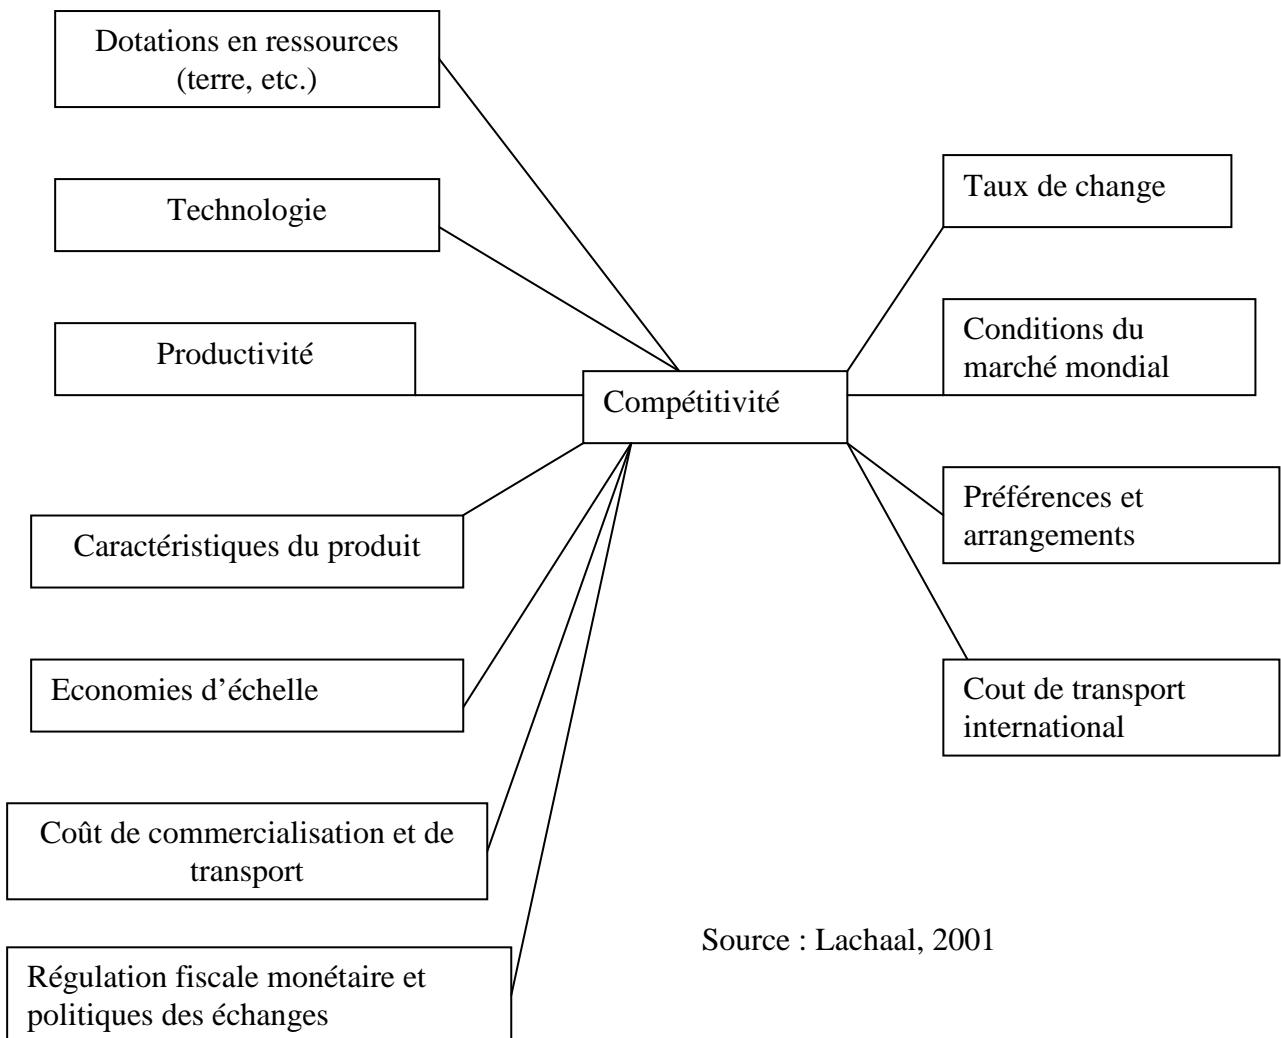 Dotations en ressources
(terre, etc.)
Technologie
Productivité
Caractéristiques du produit
Economies d’échelle
Coût de commercialisation et de
transport
Régulation fiscale monétaire et
politiques des échanges
Compétitivité
Taux de change
Conditions du
marché mondial
Préférences et
arrangements
Cout de transport
international
Source : Lachaal, 2001